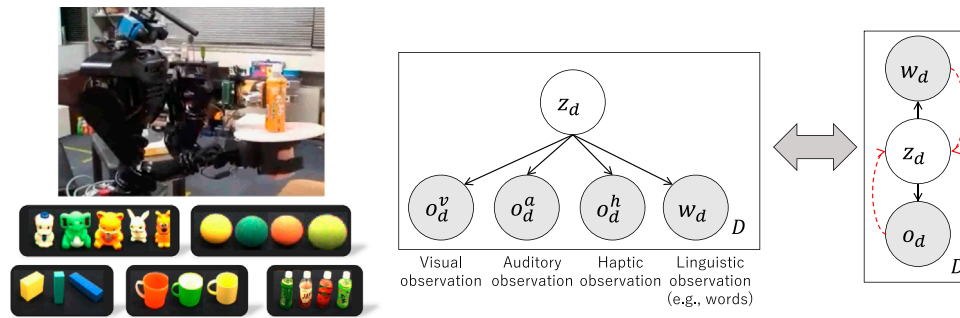 z_d
o_d^v
o_d^a
o_d^h
w_d
D
Visual
observation
Auditory
observation
Haptic
observation
Linguistic
observation
(e.g., words)
w_d
z_d
o_d
D